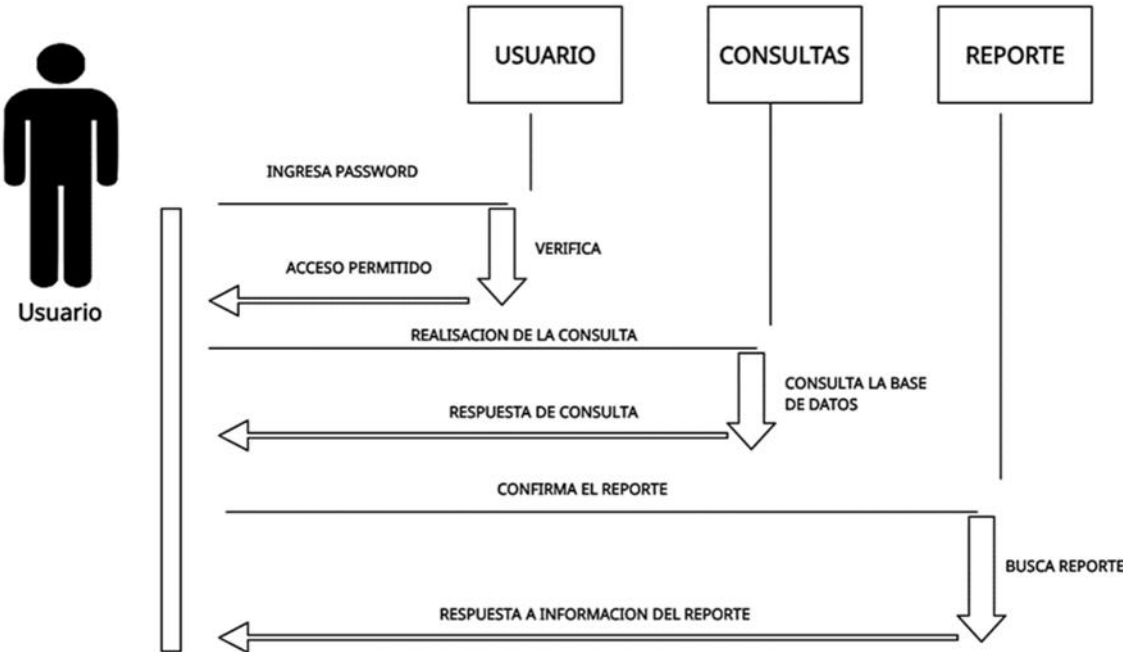 USUARIO
CONSULTAS
REPORTE
INGRESA PASSWORD
VERIFICA
ACCESO PERMITIDO
Usuario
REALISACION DE LA CONSULTA
CONSULTA LA BASE
DE DATOS
RESPUESTA DE CONSULTA
CONFIRMA EL REPORTE
BUSCA REPORTE
RESPUESTA A INFORMACION DEL REPORTE